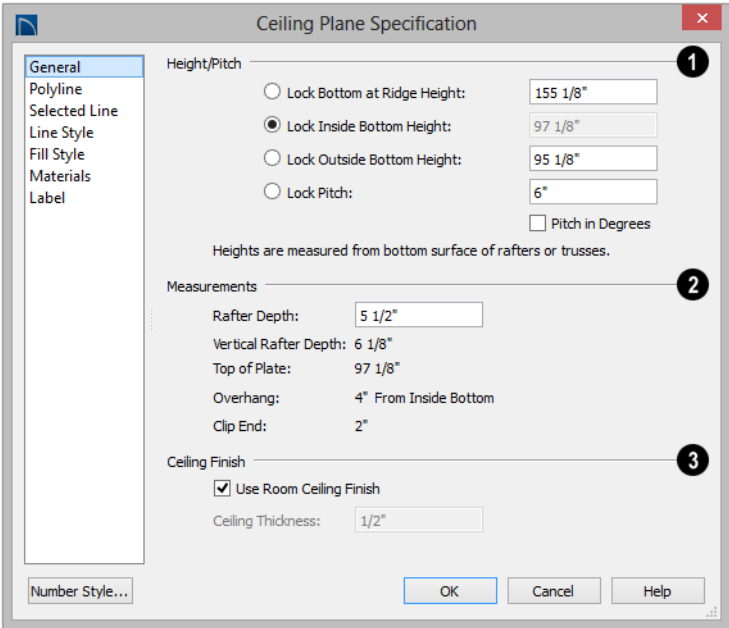 Ceiling Plane Specification
General
Polyline
Selected Line
Line Style
Fill Style
Materials
Label
Height/Pitch 1
Lock Bottom at Ridge Height: 155 1/8"
Lock Inside Bottom Height: 97 1/8"
Lock Outside Bottom Height: 95 1/8"
Lock Pitch: 6"
Pitch in Degrees
Heights are measured from bottom surface of rafters or trusses.
Measurements 2
Rafter Depth: 5 1/2"
Vertical Rafter Depth: 6 1/8"
Top of Plate: 97 1/8"
Overhang: 4" From Inside Bottom
Clip End: 2"
Ceiling Finish 3
Use Room Ceiling Finish
Ceiling Thickness: 1/2"
Number Style... OK Cancel Help